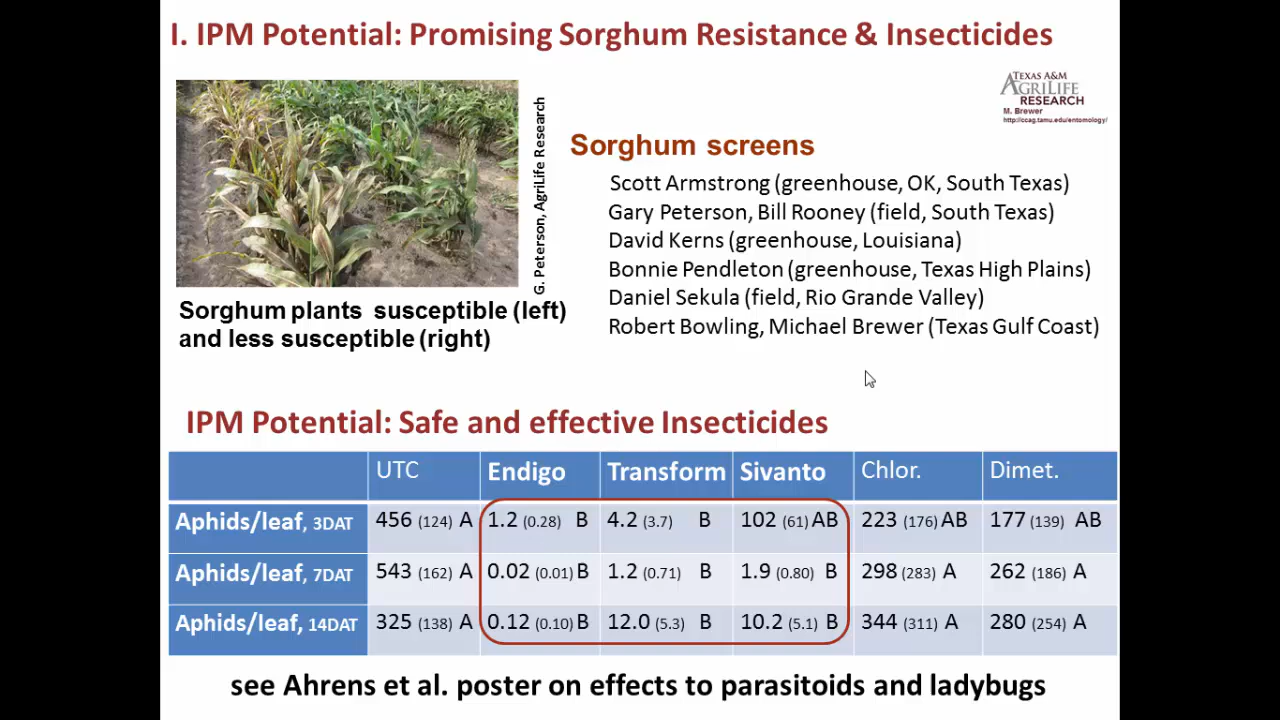 I. IPM Potential: Promising Sorghum Resistance & Insecticides
TEXAS A&M
AGRILIFE
RESEARCH
M. Brewer
http://ccag.tamu.edu/entomology/
G. Peterson, AgriLife Research
Sorghum screens
Scott Armstrong (greenhouse, OK, South Texas)
Gary Peterson, Bill Rooney (field, South Texas)
David Kerns (greenhouse, Louisiana)
Bonnie Pendleton (greenhouse, Texas High Plains)
Daniel Sekula (field, Rio Grande Valley)
Robert Bowling, Michael Brewer (Texas Gulf Coast)
Sorghum plants susceptible (left)
and less susceptible (right)
IPM Potential: Safe and effective Insecticides
UTC Endigo Transform Sivanto Chlor. Dimet.
Aphids/leaf, 3DAT 456 (124) A 1.2 (0.28) B 4.2 (3.7) B 102 (61) AB 223 (176) AB 177 (139) AB
Aphids/leaf, 7DAT 543 (162) A 0.02 (0.01) B 1.2 (0.71) B 1.9 (0.80) B 298 (283) A 262 (186) A
Aphids/leaf, 14DAT 325 (138) A 0.12 (0.10) B 12.0 (5.3) B 10.2 (5.1) B 344 (311) A 280 (254) A
see Ahrens et al. poster on effects to parasitoids and ladybugs